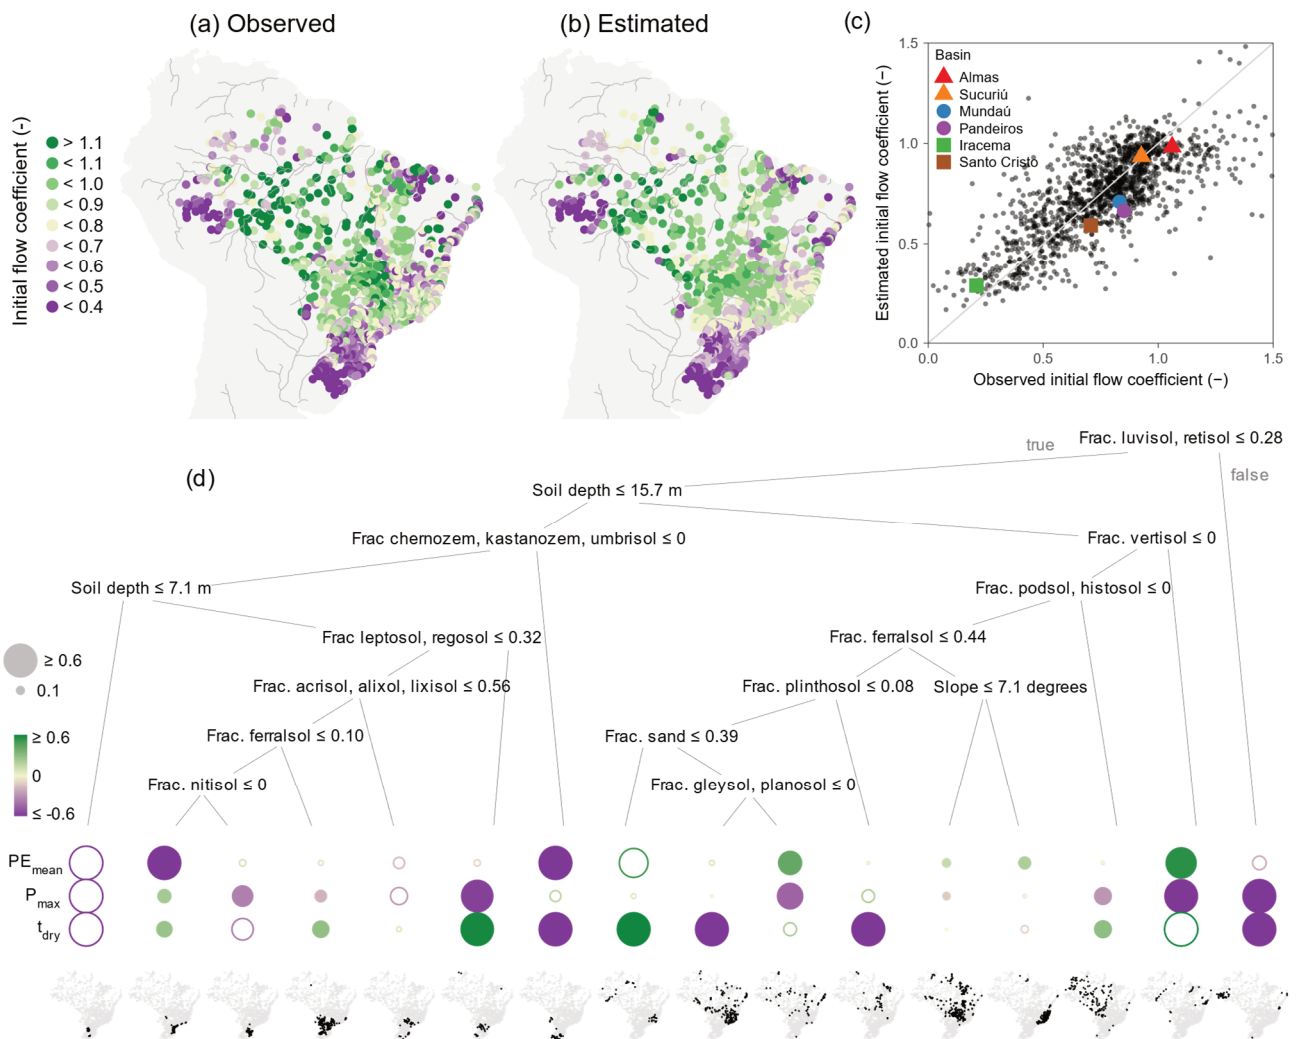 (a) Observed
(b) Estimated
(c)
Initial flow coefficient (-)
> 1.1
< 1.1
< 1.0
< 0.9
< 0.8
< 0.7
< 0.6
< 0.5
< 0.4
Estimated initial flow coefficient (−)
1.5
1.0
0.5
0.0
Basin
Almas
Sucuriú
Mundaú
Pandeiros
Iracema
Santo Cristo
0.0
0.5
1.0
1.5
Observed initial flow coefficient (−)
(d)
Frac. luvisol, retisol ≤ 0.28
true
false
Soil depth ≤ 15.7 m
Frac chernozem, kastanozem, umbrisol ≤ 0
Frac. vertisol ≤ 0
Soil depth ≤ 7.1 m
Frac. podsol, histosol ≤ 0
Frac leptosol, regosol ≤ 0.32
Frac. ferralsol ≤ 0.44
Frac. acrisol, alixol, lixisol ≤ 0.56
Frac. plinthosol ≤ 0.08
Slope ≤ 7.1 degrees
Frac. ferralsol ≤ 0.10
Frac. sand ≤ 0.39
Frac. nitisol ≤ 0
Frac. gleysol, planosol ≤ 0
≥ 0.6
0.1
≥ 0.6
0
≤ -0.6
PEmean
Pmax
tdry